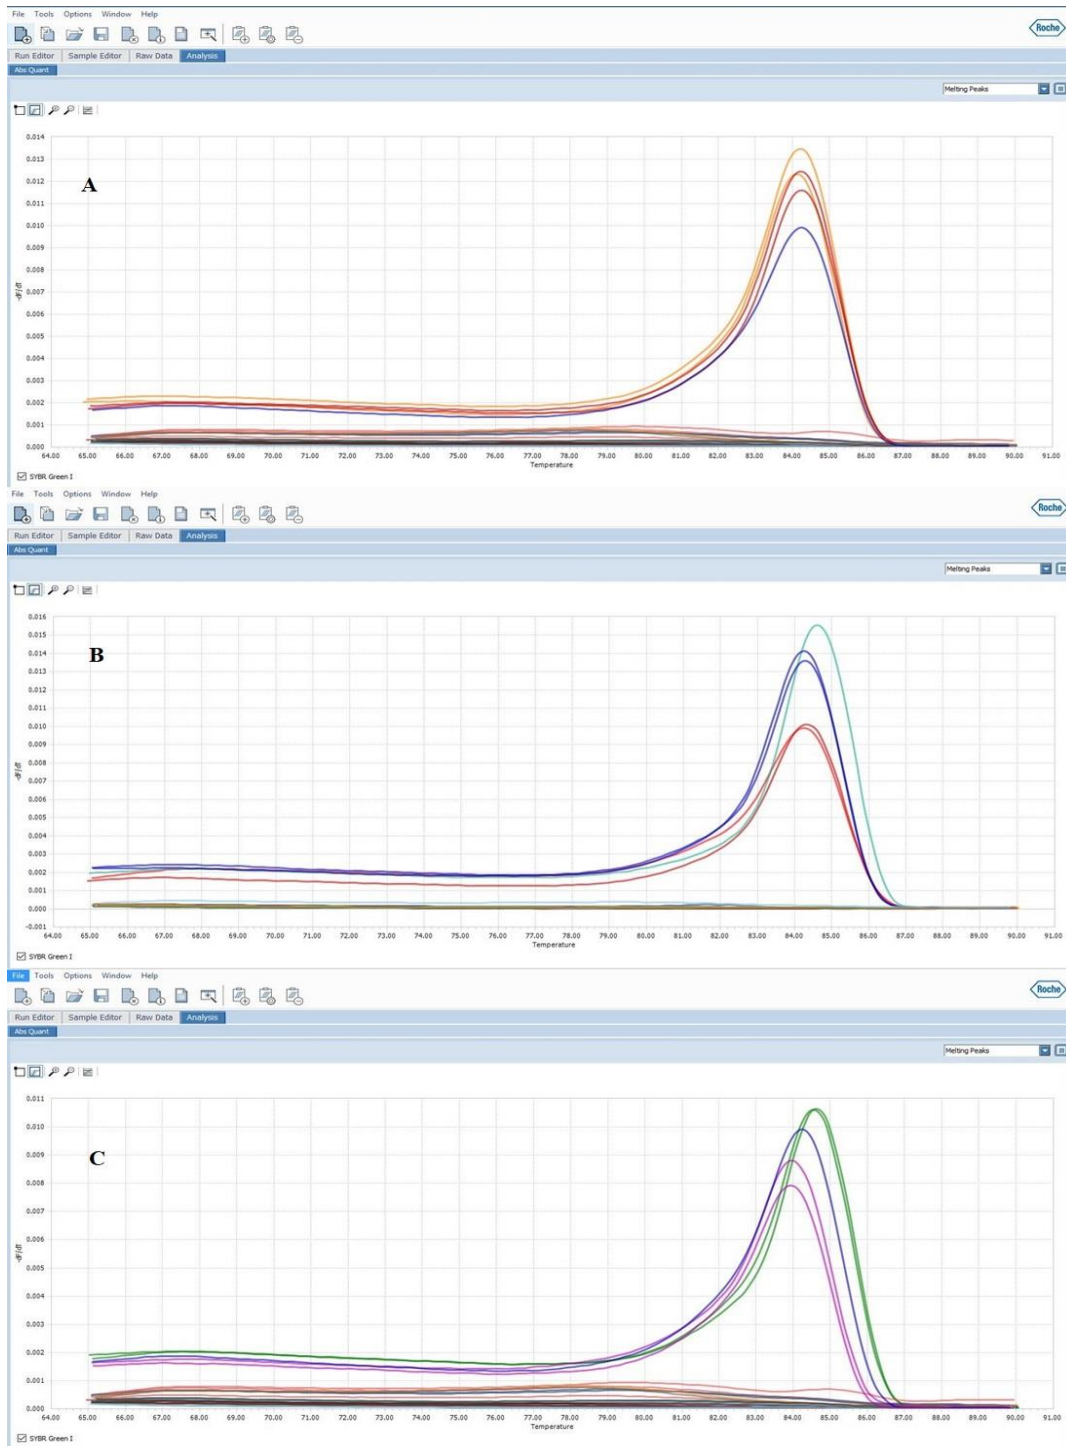 File Tools Options Window Help
Roche
Run Editor Sample Editor Raw Data Analysis
Abs Quant
Melting Peaks
A
0.014
0.013
0.012
0.011
0.010
0.009
0.008
0.007
0.006
0.005
0.004
0.003
0.002
0.001
0.000
-dF/dT
64.00 65.00 66.00 67.00 68.00 69.00 70.00 71.00 72.00 73.00 74.00 75.00 76.00 77.00 78.00 79.00 80.00 81.00 82.00 83.00 84.00 85.00 86.00 87.00 88.00 89.00 90.00 91.00
Temperature
SYBR Green I
File Tools Options Window Help
Roche
Run Editor Sample Editor Raw Data Analysis
Abs Quant
Melting Peaks
B
0.016
0.015
0.014
0.013
0.012
0.011
0.010
0.009
0.008
0.007
0.006
0.005
0.004
0.003
0.002
0.001
0.000
-0.001
-dF/dT
64.00 65.00 66.00 67.00 68.00 69.00 70.00 71.00 72.00 73.00 74.00 75.00 76.00 77.00 78.00 79.00 80.00 81.00 82.00 83.00 84.00 85.00 86.00 87.00 88.00 89.00 90.00 91.00
Temperature
SYBR Green I
File Tools Options Window Help
Roche
Run Editor Sample Editor Raw Data Analysis
Abs Quant
Melting Peaks
C
0.011
0.010
0.009
0.008
0.007
0.006
0.005
0.004
0.003
0.002
0.001
0.000
-dF/dT
64.00 65.00 66.00 67.00 68.00 69.00 70.00 71.00 72.00 73.00 74.00 75.00 76.00 77.00 78.00 79.00 80.00 81.00 82.00 83.00 84.00 85.00 86.00 87.00 88.00 89.00 90.00 91.00
Temperature
SYBR Green I